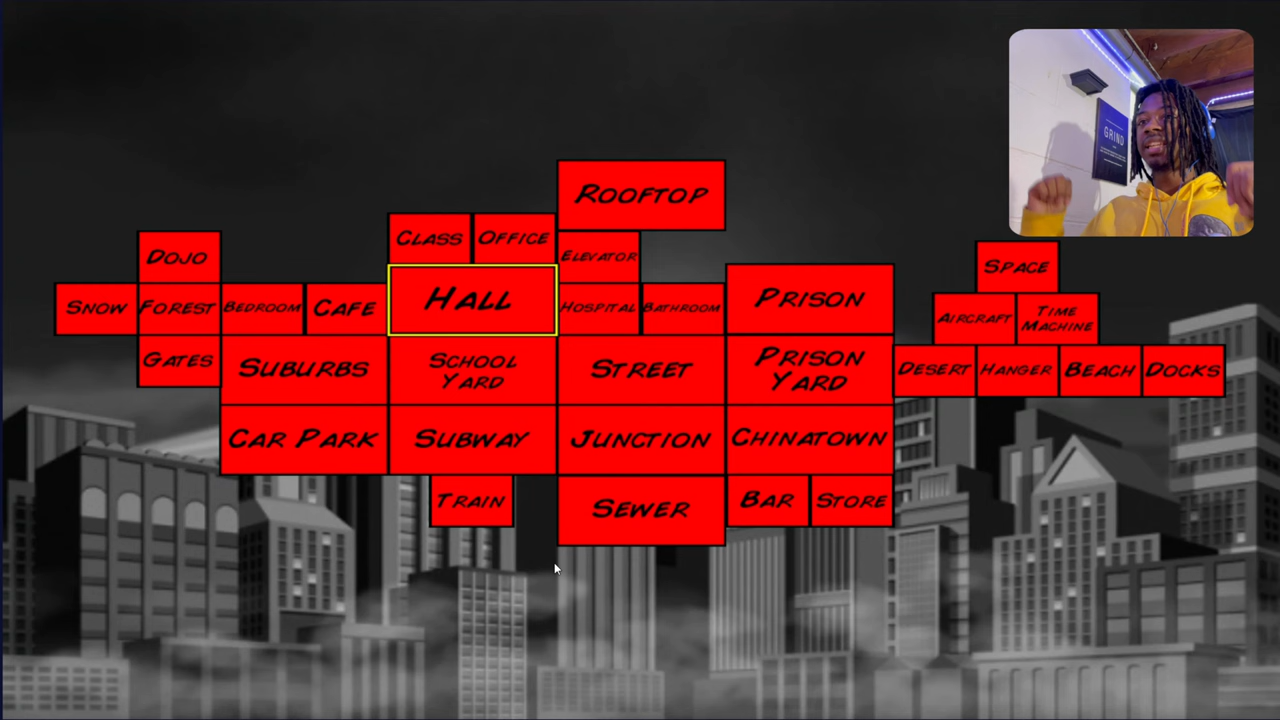 GRIND
ROOFTOP
CLASS
OFFICE
ELEVATOR
DOJO
SPACE
SNOW
FOREST
BEDROOM
CAFE
HALL
HOSPITAL
BATHROOM
PRISON
AIRCRAFT
TIME
MACHINE
GATES
SUBURBS
SCHOOL
YARD
STREET
PRISON
YARD
DESERT
HANGER
BEACH
DOCKS
CAR PARK
SUBWAY
JUNCTION
CHINATOWN
TRAIN
SEWER
BAR
STORE